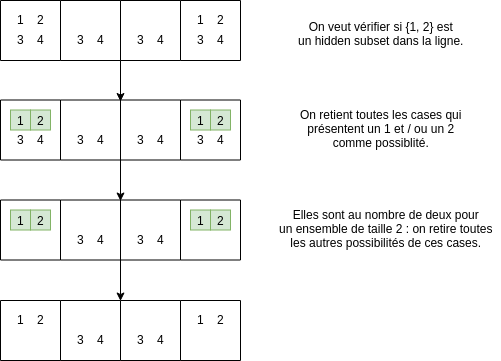 1 2 1 2
3 4 3 4 3 4 3 4
On veut vérifier si {1, 2} est
un hidden subset dans la ligne.
1 2 1 2
3 4 3 4 3 4 3 4
On retient toutes les cases qui
présentent un 1 et / ou un 2
comme possiblité.
1 2 1 2
3 4 3 4
Elles sont au nombre de deux pour
un ensemble de taille 2 : on retire toutes
les autres possibilités de ces cases.
1 2 1 2
3 4 3 4